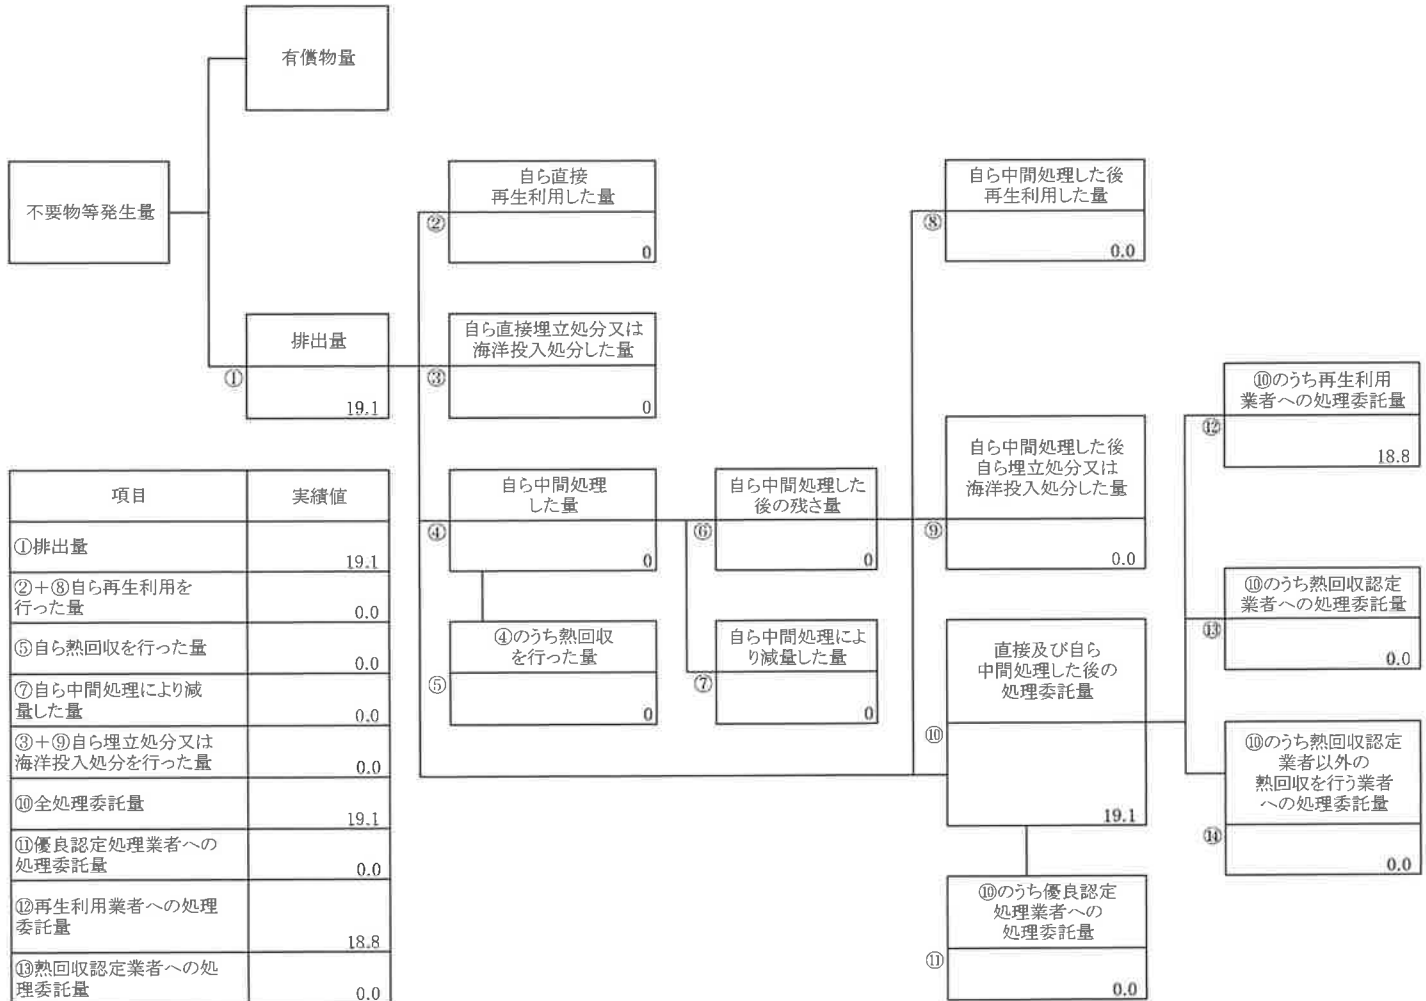 有償物量
不要物等発生量
排出量
①
19.1
自ら直接
再生利用した量
②
0
自ら直接埋立処分又は
海洋投入処分した量
③
0
自ら中間処理
した量
④
0
④のうち熱回収
を行った量
⑤
0
自ら中間処理した
後の残さ量
⑥
0
自ら中間処理によ
り減量した量
⑦
0
自ら中間処理した後
再生利用した量
⑧
0.0
自ら中間処理した後
自ら埋立処分又は
海洋投入処分した量
⑨
0.0
直接及び自ら
中間処理した後の
処理委託量
⑩
19.1
⑩のうち優良認定
処理業者への
処理委託量
⑪
0.0
⑩のうち再生利用
業者への処理委託量
⑫
18.8
⑩のうち熱回収認定
業者への処理委託量
⑬
0.0
⑩のうち熱回収認定
業者以外の
熱回収を行う業者
への処理委託量
⑭
0.0
項目 実績値
①排出量
19.1
②+⑧自ら再生利用を
行った量
0.0
⑤自ら熱回収を行った量
0.0
⑦自ら中間処理により減
量した量
0.0
③+⑨自ら埋立処分又は
海洋投入処分を行った量
0.0
⑩全処理委託量
19.1
⑪優良認定処理業者への
処理委託量
0.0
⑫再生利用業者への処理
委託量
18.8
⑬熱回収認定業者への処
理委託量
0.0